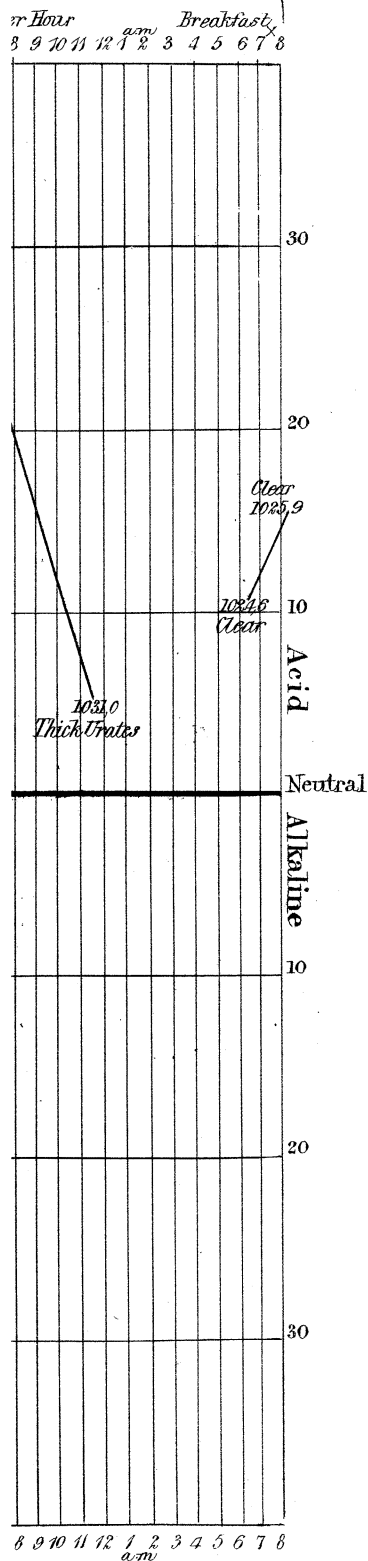 er Hour am Breakfast
8 9 10 11 12 1 2 3 4 5 6 7 8
30
20
Clear
1025,9
1024,6
Clear
10
Acid
1031,0
Thick Urates
Neutral
Alkaline
10
20
30
8 9 10 11 12 1 2 3 4 5 6 7 8
am